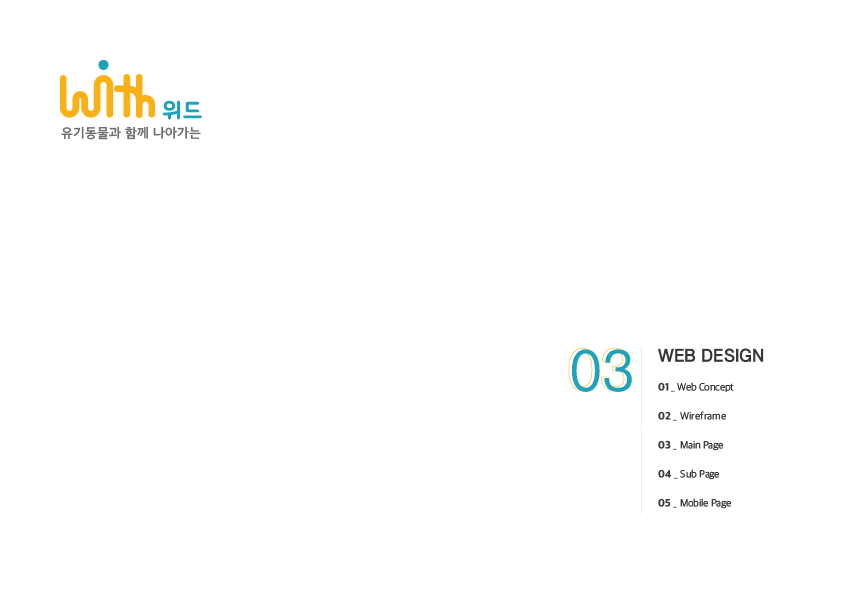 with 위드
유기동물과 함께 나아가는
03
WEB DESIGN
01 _ Web Concept
02 _ Wireframe
03 _ Main Page
04 _ Sub Page
05 _ Mobile Page